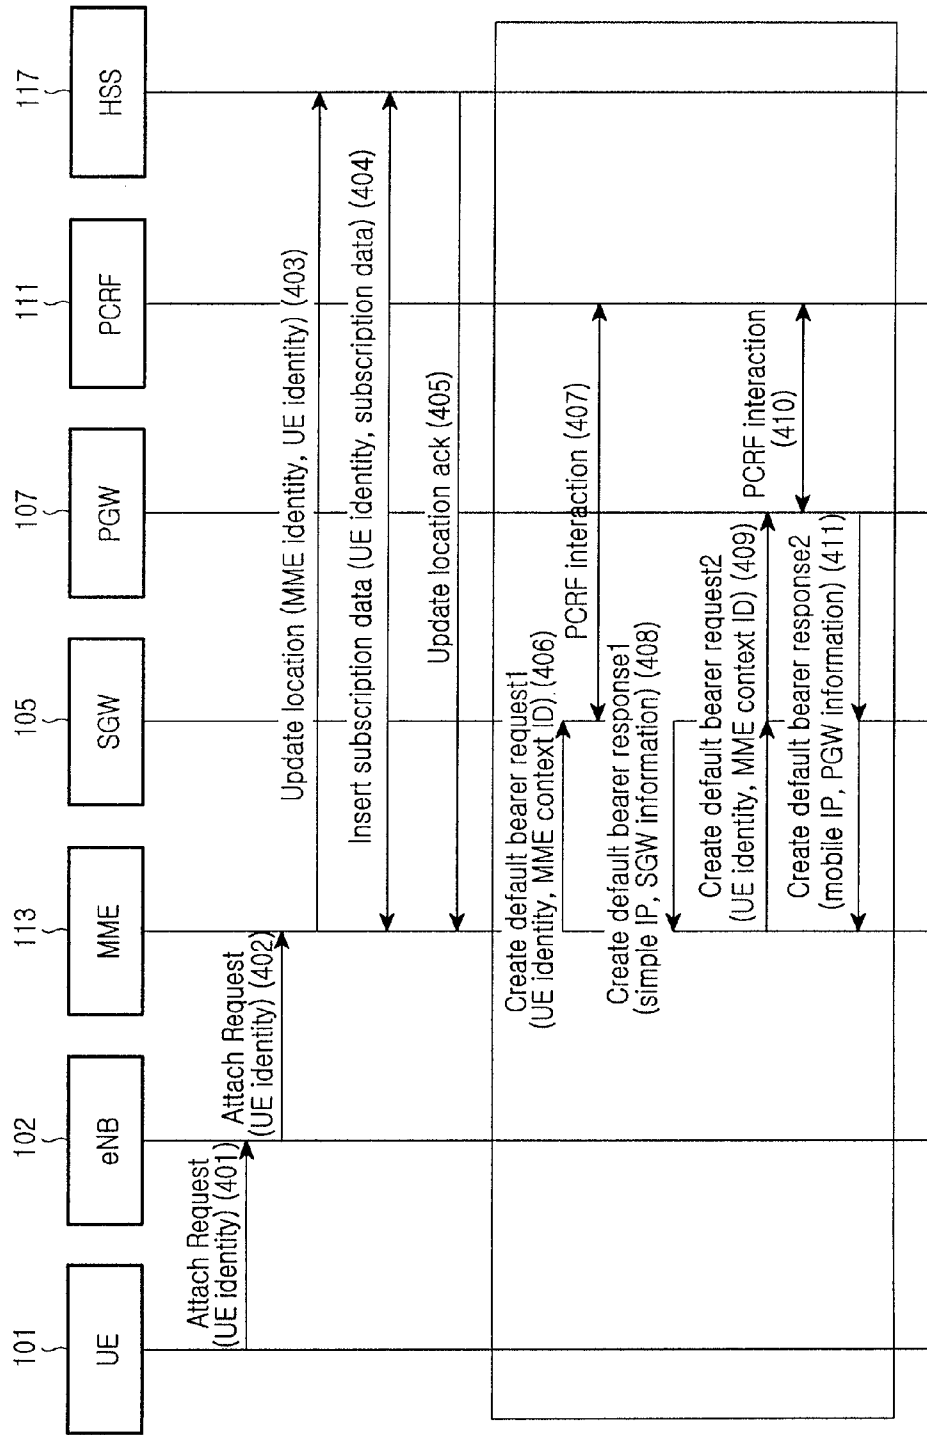 101
102
113
105
107
111
117
UE
eNB
MME
SGW
PGW
PCRF
HSS
Attach Request
(UE identity) (401)
Attach Request
(UE identity) (402)
Update location (MME identity, UE identity) (403)
Insert subscription data (UE identity, subscription data) (404)
Update location ack (405)
Create default bearer request1
(UE identity, MME context ID) (406)
PCRF interaction (407)
Create default bearer response1
(simple IP, SGW information) (408)
Create default bearer request2
(UE identity, MME context ID) (409)
PCRF interaction
(410)
Create default bearer response2
(mobile IP, PGW information) (411)